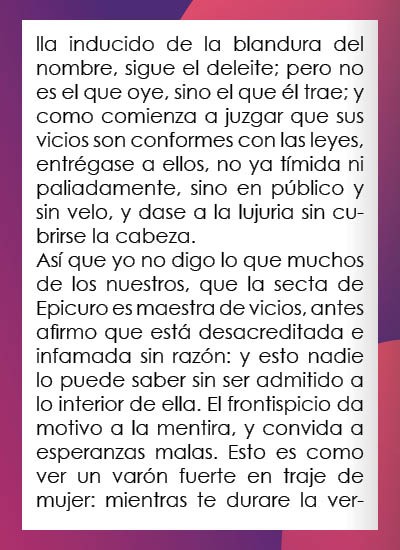 lla inducido de la blandura del
nombre, sigue el deleite; pero no
es el que oye, sino el que él trae; y
como comienza a juzgar que sus
vicios son conformes con las leyes,
entrégase a ellos, no ya tímida ni
paliadamente, sino en público y
sin velo, y dase a la lujuria sin cu-
brirse la cabeza.
Así que yo no digo lo que muchos
de los nuestros, que la secta de
Epicuro es maestra de vicios, antes
afirmo que está desacreditada e
infamada sin razón: y esto nadie
lo puede saber sin ser admitido a
lo interior de ella. El frontispicio da
motivo a la mentira, y convida a
esperanzas malas. Esto es como
ver un varón fuerte en traje de
mujer: mientras te durare la ver-